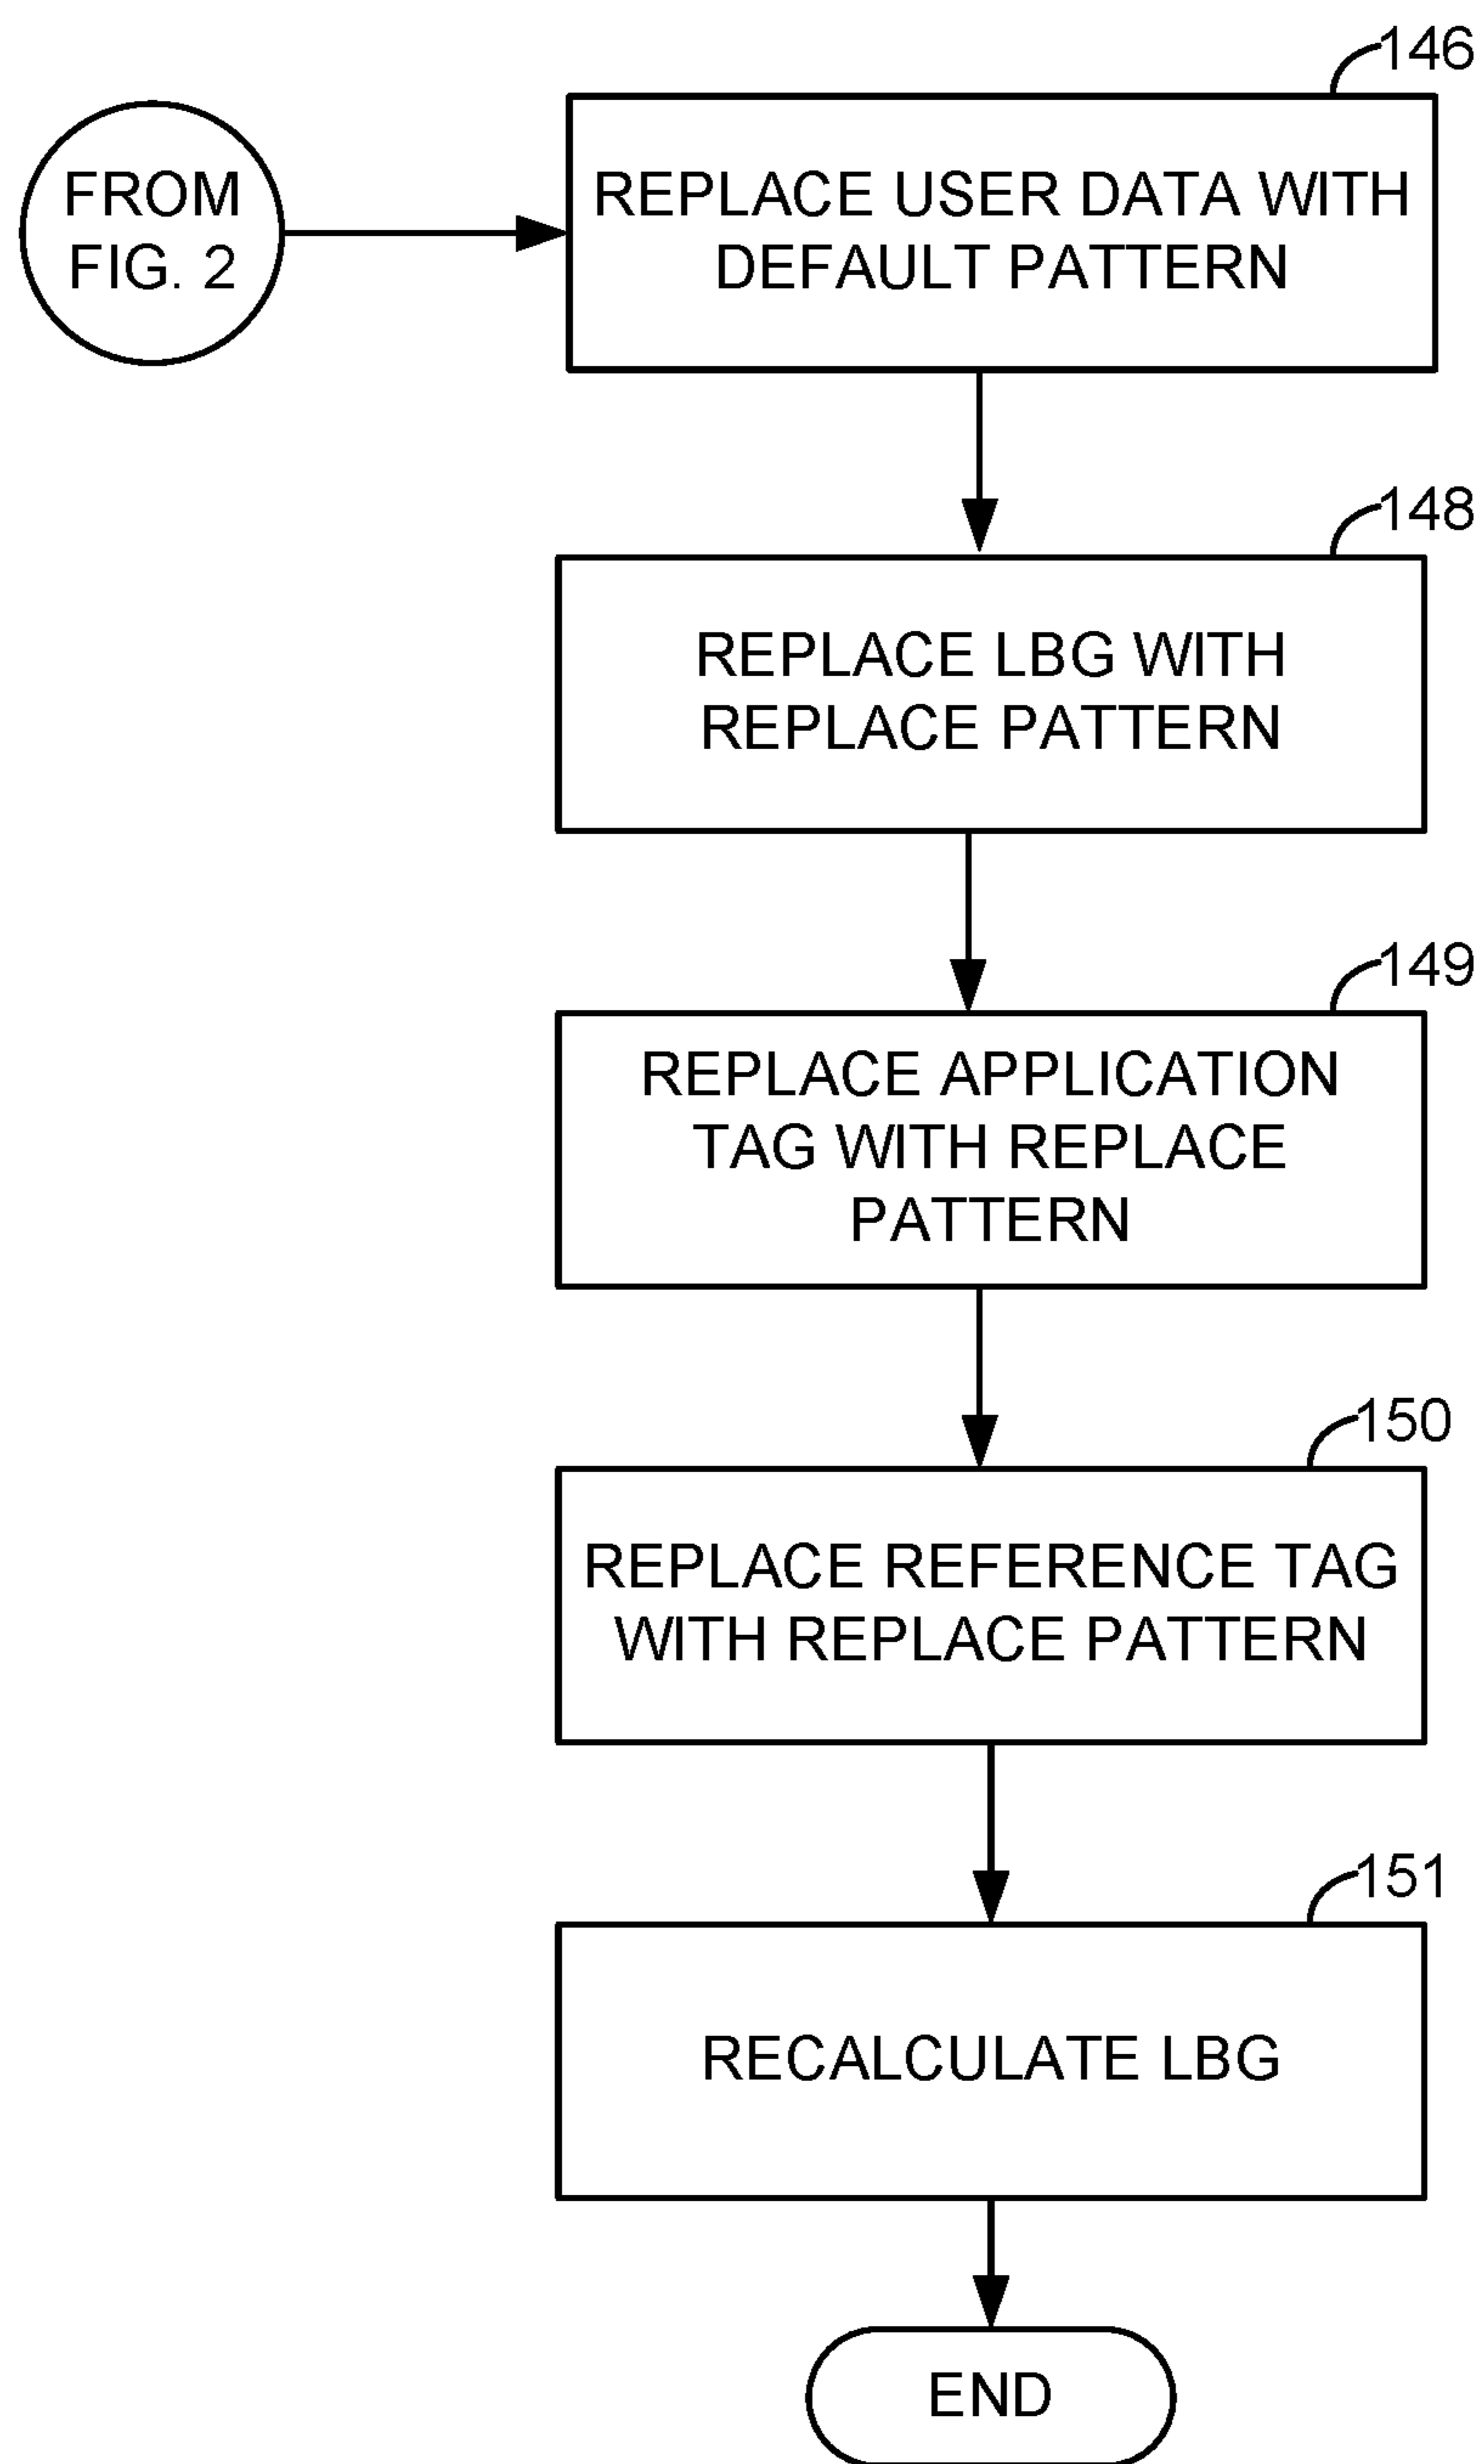 146
FROM
FIG. 2
REPLACE USER DATA WITH
DEFAULT PATTERN
148
REPLACE LBG WITH
REPLACE PATTERN
149
REPLACE APPLICATION
TAG WITH REPLACE
PATTERN
150
REPLACE REFERENCE TAG
WITH REPLACE PATTERN
151
RECALCULATE LBG
END